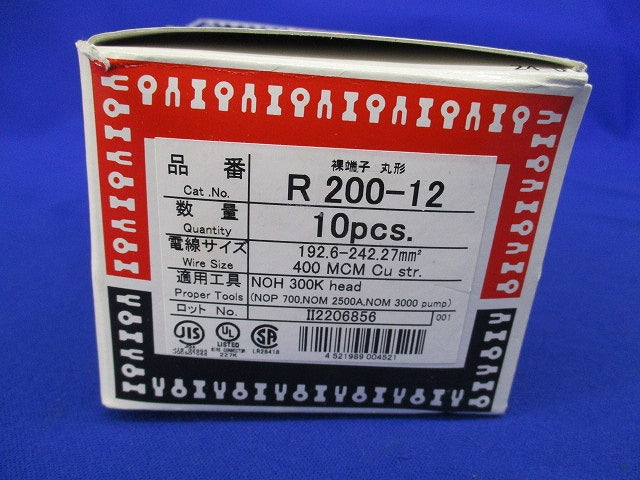 裸端子 丸形
品 番 R 200-12
Cat .No.
数 量 10pcs.
Quantity
電線サイズ 192.6-242.27mm²
Wire Size 400 MCM Cu str.
適用工具 NOH 300K head
Proper Tools (NOP 700,NOM 2500A,NOM 3000 pump)
ロット No. II2206856 001
JIS UL SA
LISTED
227K LR28418
4 521989 004521